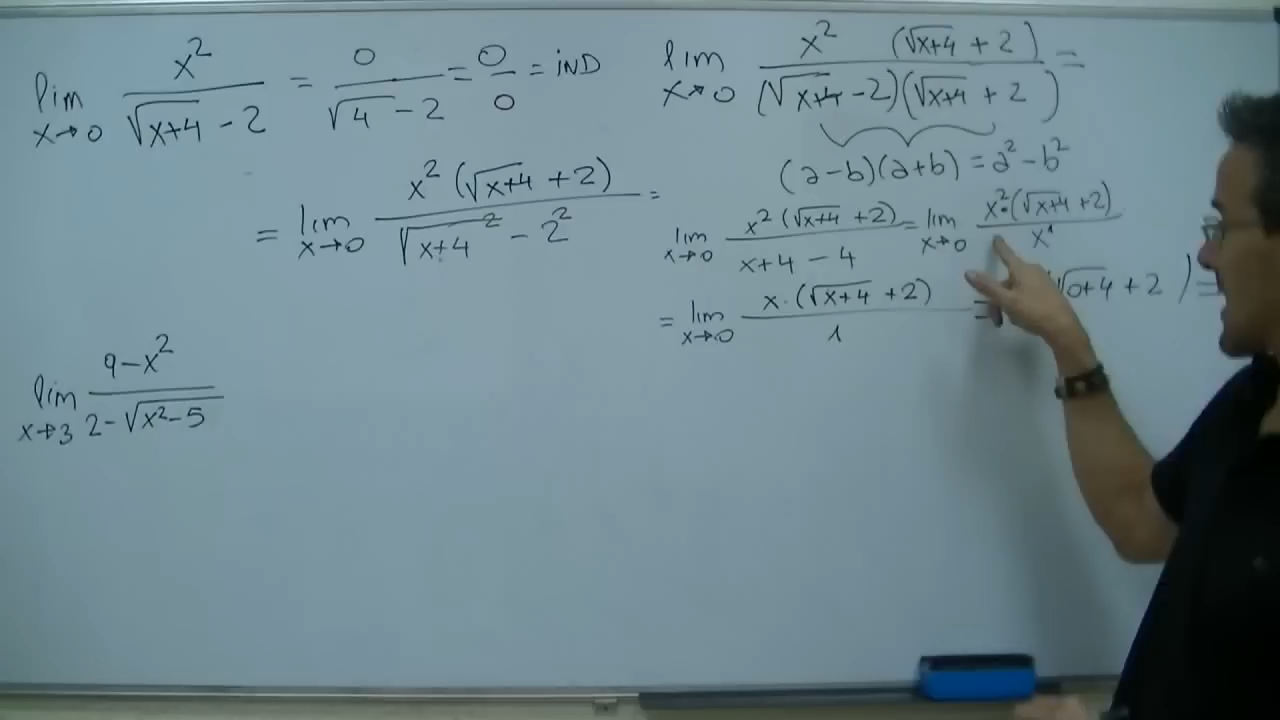 lim x→0 x² / (√x+4 - 2) = 0 / (√4 - 2) = 0/0 = IND
= lim x→0 x² (√x+4 + 2) / (√x+4² - 2²) =
lim x→3 9-x² / (2-√x²-5)
lim x→0 x² (√x+4 + 2) / (√x+4 - 2)(√x+4 + 2) =
(a-b)(a+b) = a² - b²
lim x→0 x² (√x+4 + 2) / (x+4 - 4) = lim x→0 x²·(√x+4 + 2) / x¹
= lim x→0 x·(√x+4 + 2) / 1 = √0+4 + 2) =